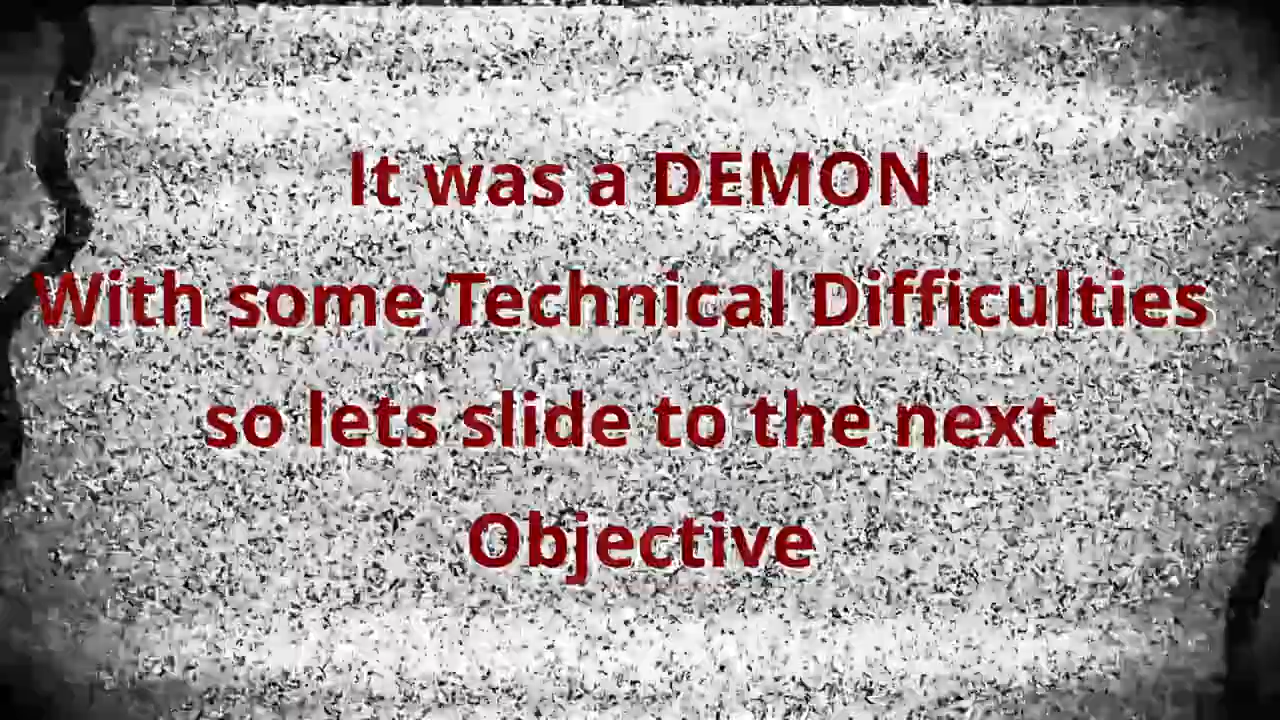 It was a DEMON
With some Technical Difficulties
so lets slide to the next
Objective